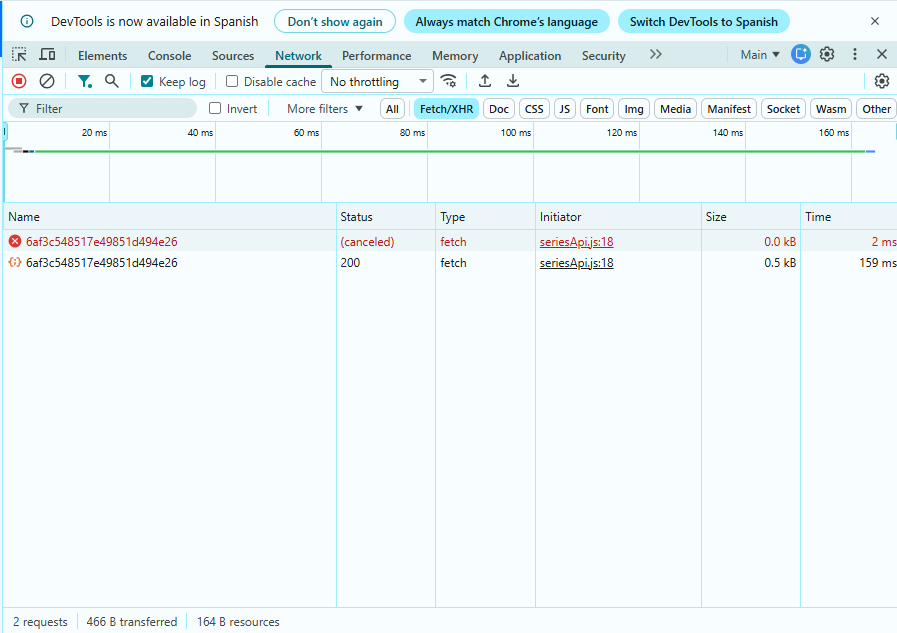 DevTools is now available in Spanish Don't show again Always match Chrome's language Switch DevTools to Spanish
Elements Console Sources Network Performance Memory Application Security Main
Keep log Disable cache No throttling
Filter Invert More filters All Fetch/XHR Doc CSS JS Font Img Media Manifest Socket Wasm Other
20 ms 40 ms 60 ms 80 ms 100 ms 120 ms 140 ms 160 ms
Name Status Type Initiator Size Time
6af3c548517e49851d494e26 (canceled) fetch seriesApi.js:18 0.0 kB 2 ms
6af3c548517e49851d494e26 200 fetch seriesApi.js:18 0.5 kB 159 ms
2 requests 466 B transferred 164 B resources